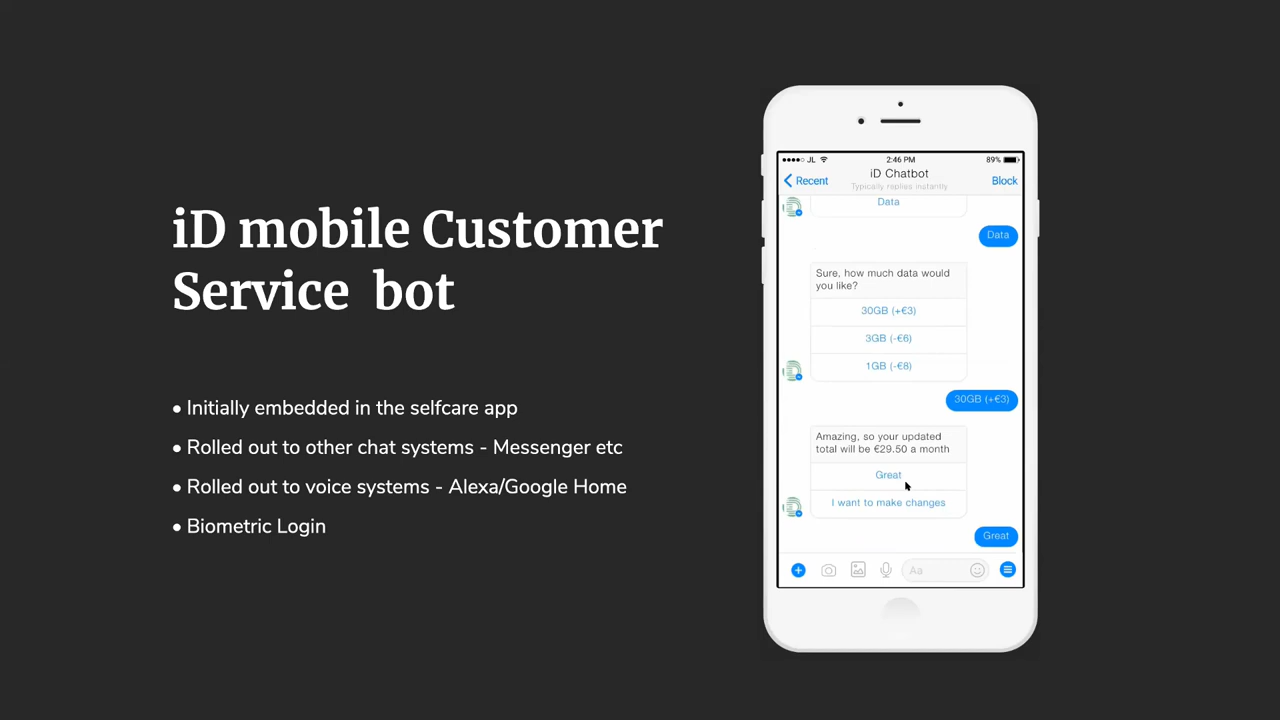 iD mobile Customer
Service bot
• Initially embedded in the selfcare app
• Rolled out to other chat systems - Messenger etc
• Rolled out to voice systems - Alexa/Google Home
• Biometric Login
JL 2:46 PM 89%
Recent iD Chatbot Block
Typically replies instantly
Data
Data
Sure, how much data would
you like?
30GB (+€3)
3GB (-€6)
1GB (-€8)
30GB (+€3)
Amazing, so your updated
total will be €29.50 a month
Great
I want to make changes
Great
Aa